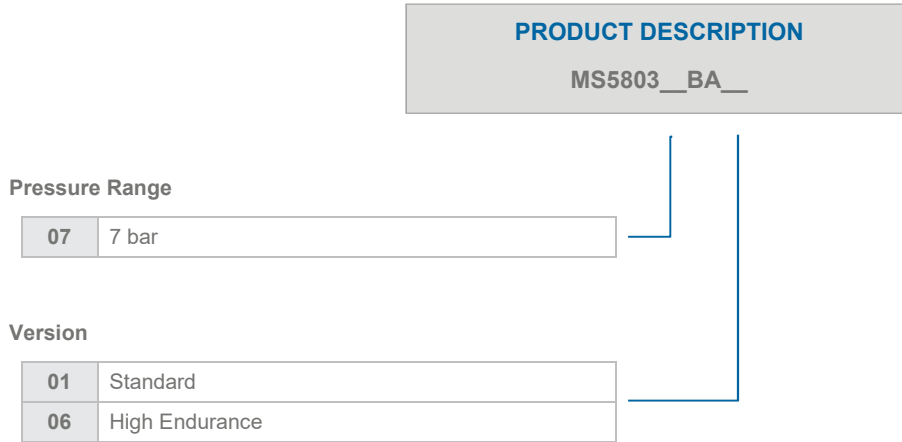 PRODUCT DESCRIPTION
MS5803__BA__
Pressure Range
07 7 bar
Version
01 Standard
06 High Endurance